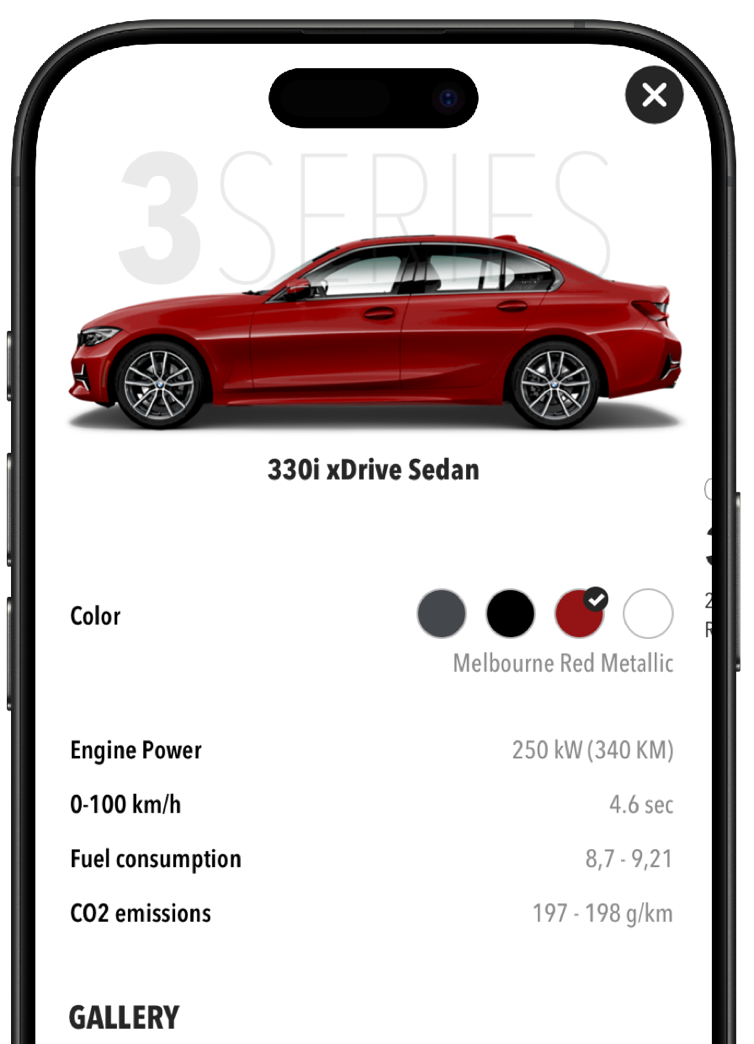 3SERIES
330i xDrive Sedan
Color
Melbourne Red Metallic
Engine Power 250 kW (340 KM)
0-100 km/h 4.6 sec
Fuel consumption 8,7 - 9,21
CO2 emissions 197 - 198 g/km
GALLERY